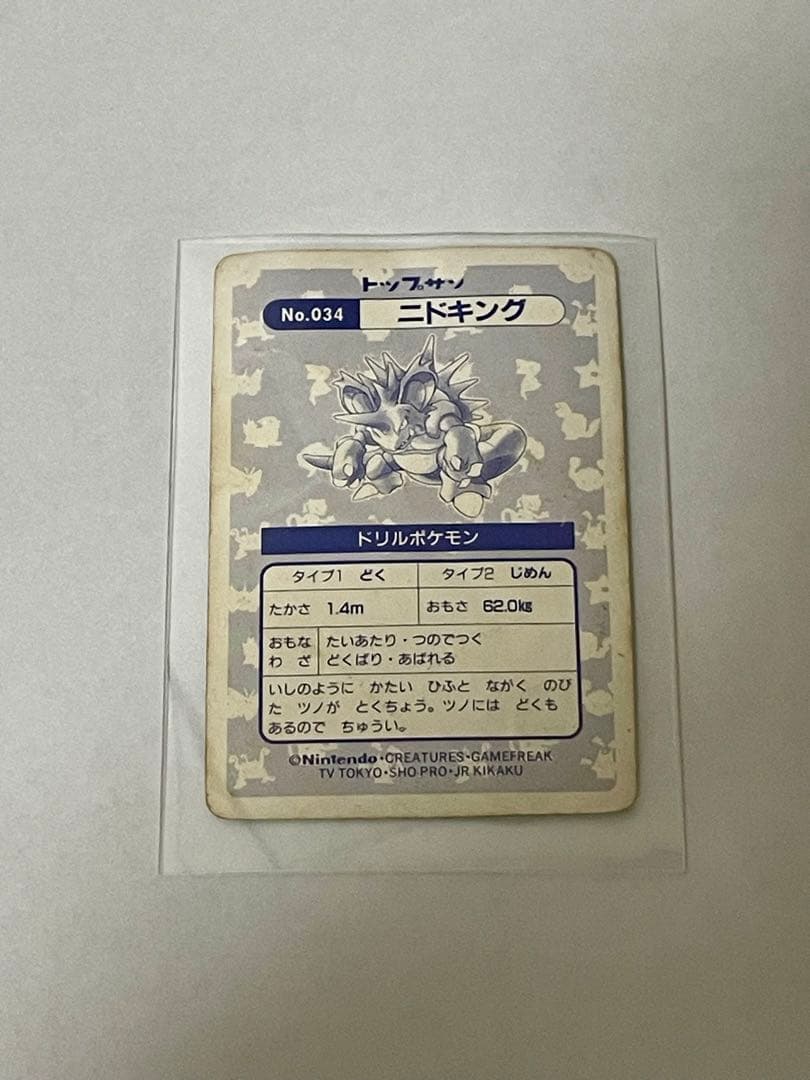 トップサン
No.034 ニドキング
ドリルポケモン
タイプ1 どく タイプ2 じめん
たかさ 1.4m おもさ 62.0kg
おもな たいあたり・つのでつく
わ ざ どくばり・あばれる
いしのように かたい ひふと ながく のび
た ツノが とくちょう。ツノには どくも
あるので ちゅうい。
©Nintendo・CREATURES・GAMEFREAK
TV TOKYO・SHO PRO・JR KIKAKU